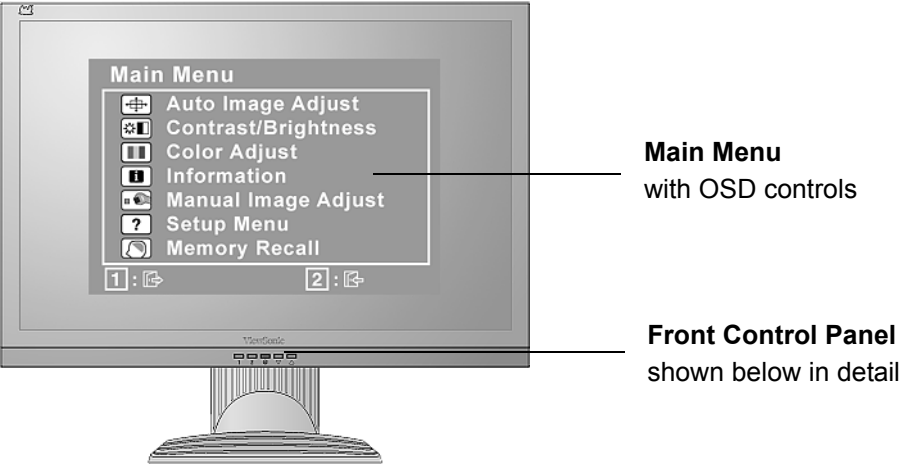 Main Menu
Auto Image Adjust
Contrast/Brightness
Color Adjust
Information
Manual Image Adjust
? Setup Menu
Memory Recall
1 : 2 :
ViewSonic
Main Menu
with OSD controls
Front Control Panel
shown below in detail